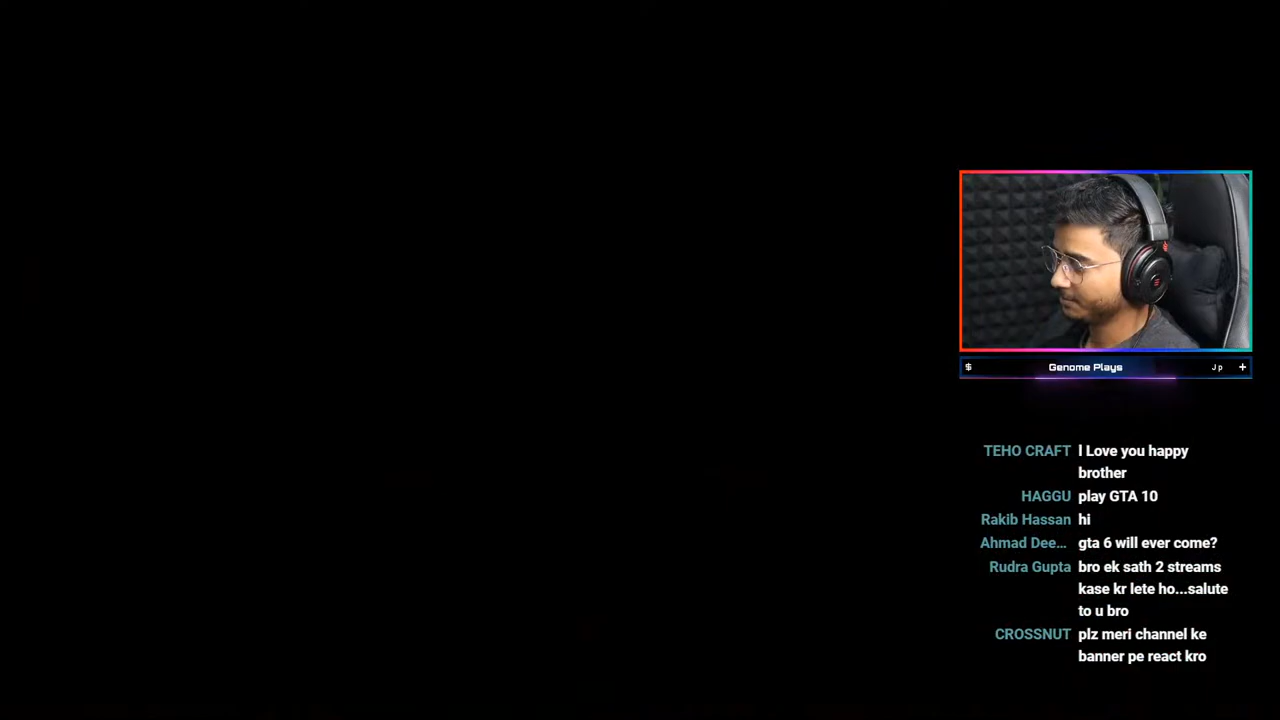 $ Genome Plays Jp +
TEHO CRAFT l Love you happy
brother
HAGGU play GTA 10
Rakib Hassan hi
Ahmad Dee... gta 6 will ever come?
Rudra Gupta bro ek sath 2 streams
kase kr lete ho...salute
to u bro
CROSSNUT plz meri channel ke
banner pe react kro